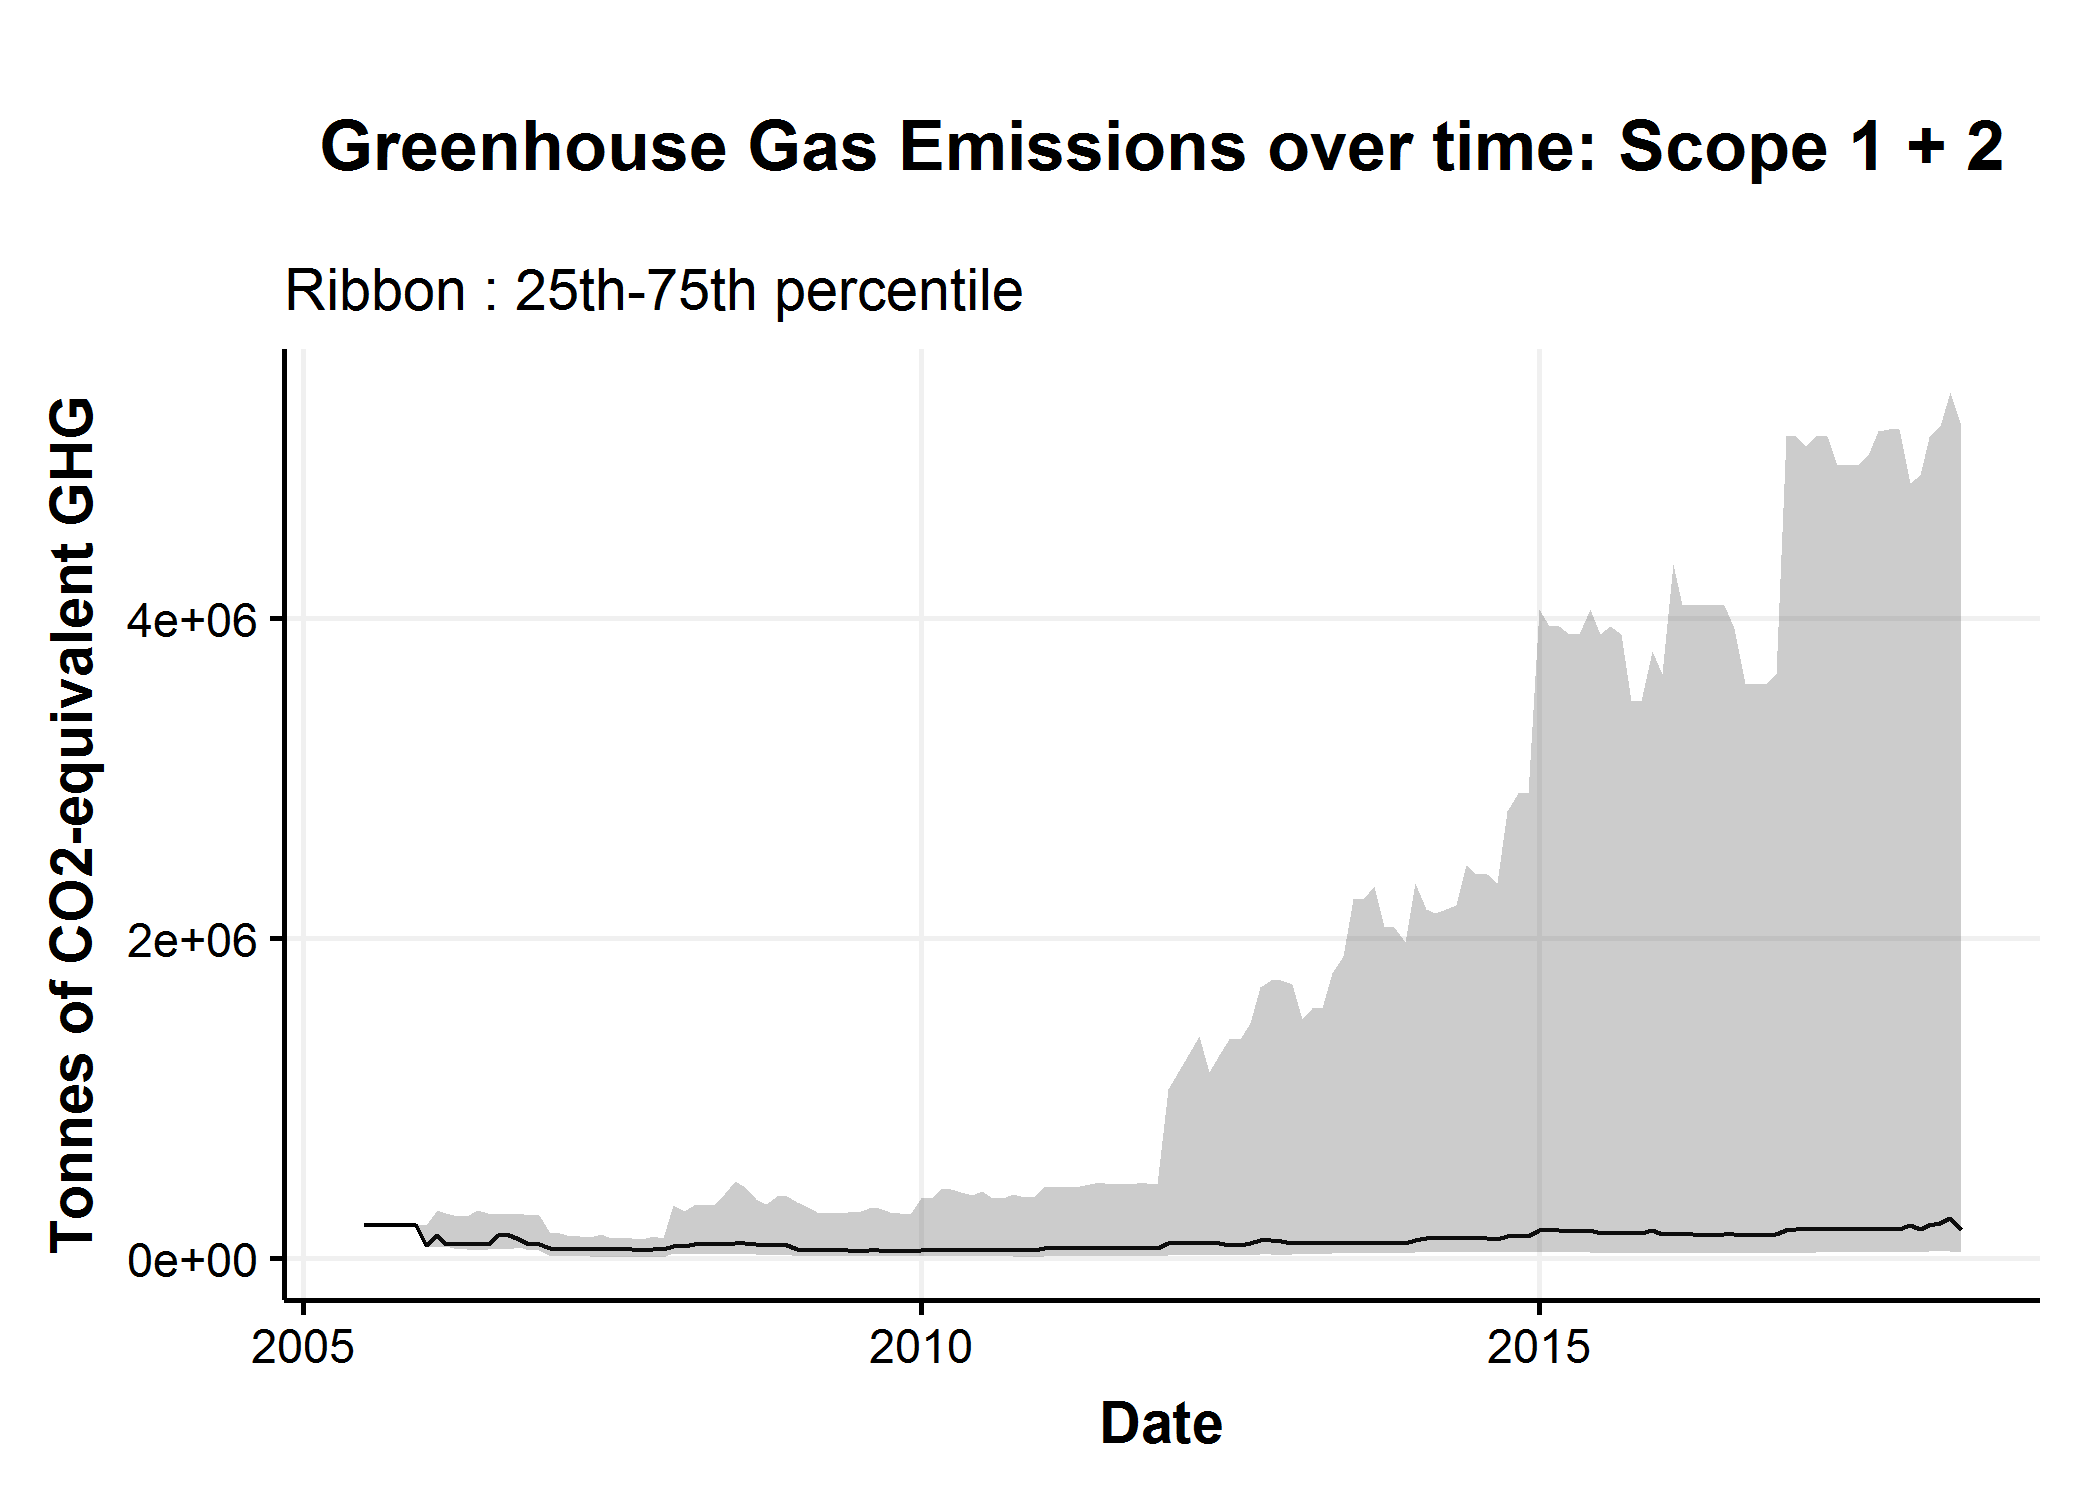 Greenhouse Gas Emissions over time: Scope 1 + 2
Ribbon : 25th-75th percentile
Tonnes of CO2-equivalent GHG
4e+06
2e+06
0e+00
2005
2010
2015
Date